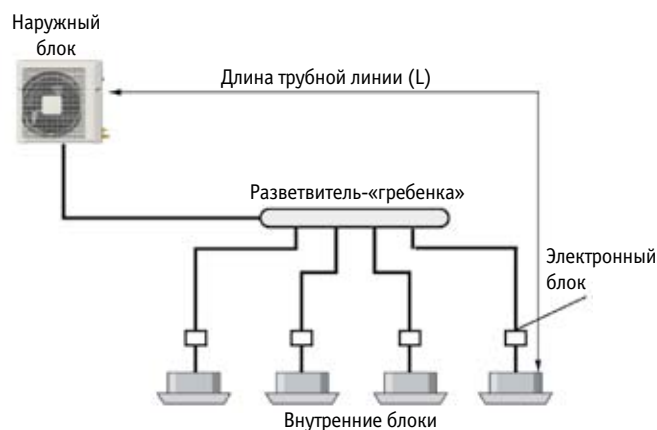 Наружный
блок
Длина трубной линии (L)
Разветвитель-«гребенка»
Электронный
блок
Внутренние блоки